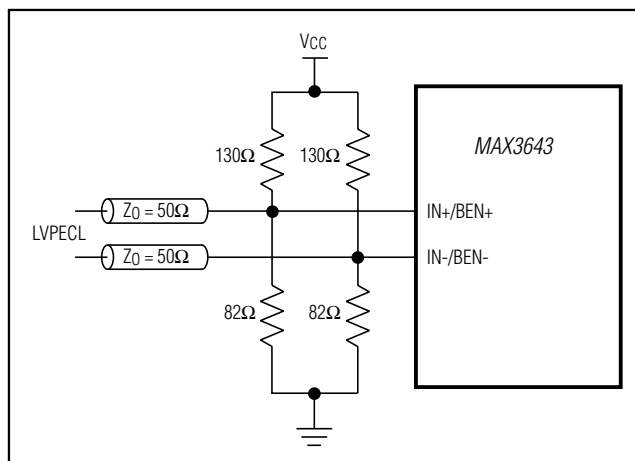 VCC
130Ω 130Ω
MAX3643
Z0 = 50Ω
IN+/BEN+
LVPECL
Z0 = 50Ω
IN-/BEN-
82Ω 82Ω